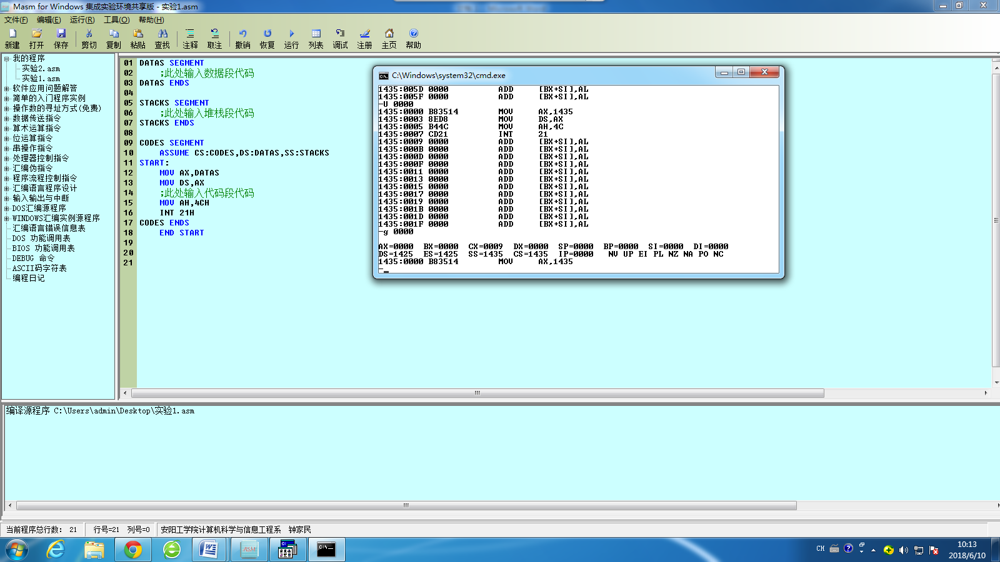 Masm for Windows 集成实验环境共享版 - 实验1.asm
文件(F) 编辑(E) 运行(R) 工具(O) 帮助(H)
新建 打开 保存 剪切 复制 粘贴 查找 注释 取注 撤销 恢复 运行 列表 调试 注册 主页 帮助
我的程序
实验2.asm
实验1.asm
软件应用问题解答
简单的入门程序实例
操作数的寻址方式(免费)
数据传送指令
算术运算指令
位运算指令
串操作指令
处理器控制指令
汇编伪指令
程序流程控制指令
汇编语言程序设计
输入输出与中断
DOS汇编源程序
WINDOWS汇编实例源程序
汇编语言错误信息表
DOS 功能调用表
BIOS 功能调用表
DEBUG 命令
ASCII码字符表
编程日记
01 DATAS SEGMENT
02 ;此处输入数据段代码
03 DATAS ENDS
04
05 STACKS SEGMENT
06 ;此处输入堆栈段代码
07 STACKS ENDS
08
09 CODES SEGMENT
10 ASSUME CS:CODES,DS:DATAS,SS:STACKS
11 START:
12 MOV AX,DATAS
13 MOV DS,AX
14 ;此处输入代码段代码
15 MOV AH,4CH
16 INT 21H
17 CODES ENDS
18 END START
19
20
21
C:\Windows\system32\cmd.exe
1435:005D 0000 ADD [BX+SI],AL
1435:005F 0000 ADD [BX+SI],AL
-U 0000
1435:0000 B83514 MOV AX,1435
1435:0003 8ED8 MOV DS,AX
1435:0005 B44C MOV AH,4C
1435:0007 CD21 INT 21
1435:0009 0000 ADD [BX+SI],AL
1435:000B 0000 ADD [BX+SI],AL
1435:000D 0000 ADD [BX+SI],AL
1435:000F 0000 ADD [BX+SI],AL
1435:0011 0000 ADD [BX+SI],AL
1435:0013 0000 ADD [BX+SI],AL
1435:0015 0000 ADD [BX+SI],AL
1435:0017 0000 ADD [BX+SI],AL
1435:0019 0000 ADD [BX+SI],AL
1435:001B 0000 ADD [BX+SI],AL
1435:001D 0000 ADD [BX+SI],AL
1435:001F 0000 ADD [BX+SI],AL
-g 0000
AX=0000 BX=0000 CX=0009 DX=0000 SP=0000 BP=0000 SI=0000 DI=0000
DS=1425 ES=1425 SS=1435 CS=1435 IP=0000 NV UP EI PL NZ NA PO NC
1435:0000 B83514 MOV AX,1435
-
编译源程序 C:\Users\admin\Desktop\实验1.asm
当前程序总行数: 21 行号=21 列号=0 安阳工学院计算机科学与信息工程系 钟家民
CH 10:13
2018/6/10